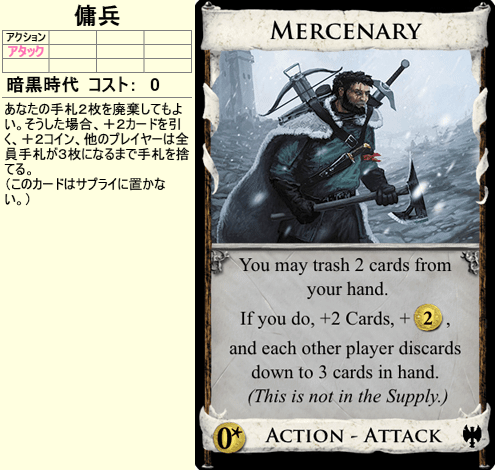 傭兵
アクション
アタック
暗黒時代 コスト： 0
あなたの手札2枚を廃棄してもよ
い。そうした場合、＋2カードを引
く、＋2コイン、他のプレイヤーは全
員手札が3枚になるまで手札を捨
てる。
（このカードはサプライに置かな
い。）
MERCENARY
You may trash 2 cards from
your hand.
If you do, +2 Cards, + 2 ,
and each other player discards
down to 3 cards in hand.
(This is not in the Supply.)
0* ACTION - ATTACK